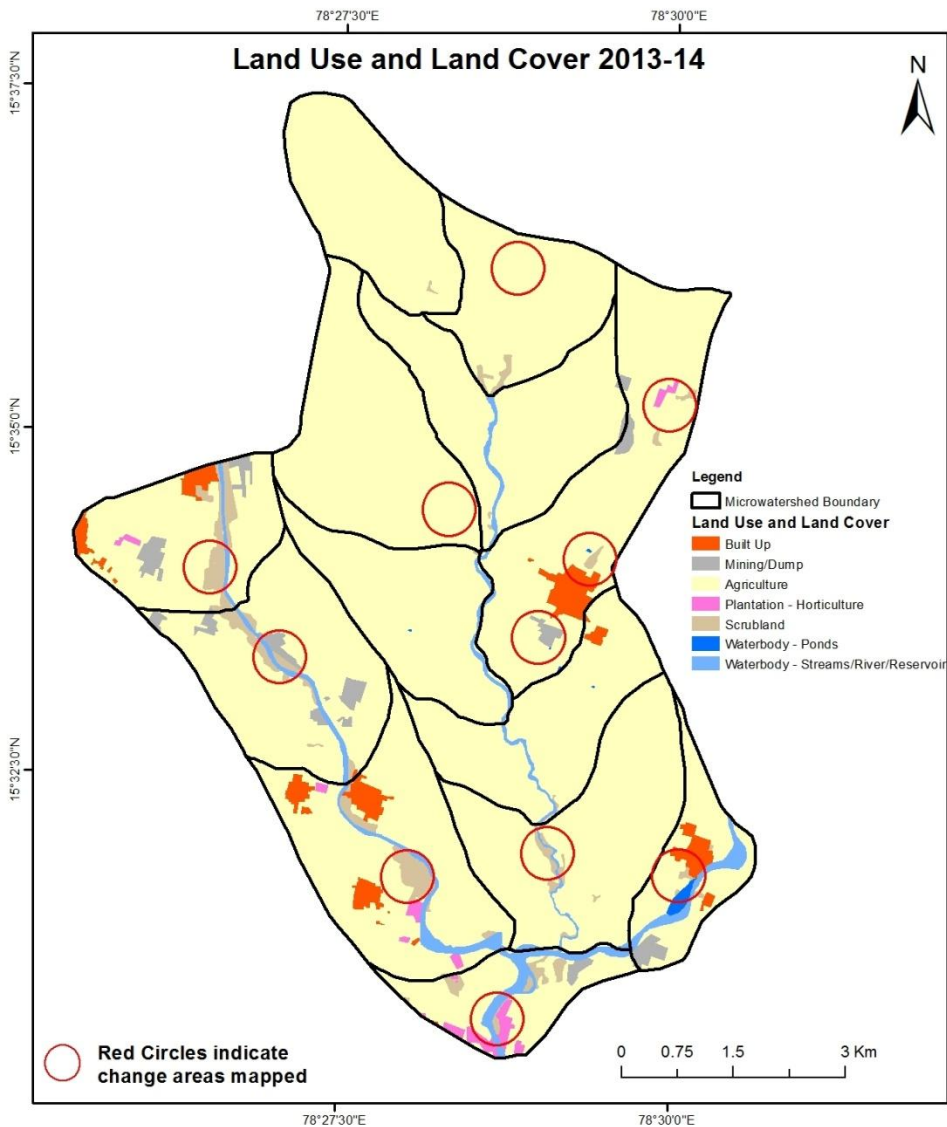 78°27'30"E
78°30'0"E
Land Use and Land Cover 2013-14
N
15°37'30"N
15°35'0"N
15°32'30"N
Legend
Microwatershed Boundary
Land Use and Land Cover
Built Up
Mining/Dump
Agriculture
Plantation - Horticulture
Scrubland
Waterbody - Ponds
Waterbody - Streams/River/Reservoir
Red Circles indicate
change areas mapped
0 0.75 1.5 3 Km
78°27'30"E
78°30'0"E